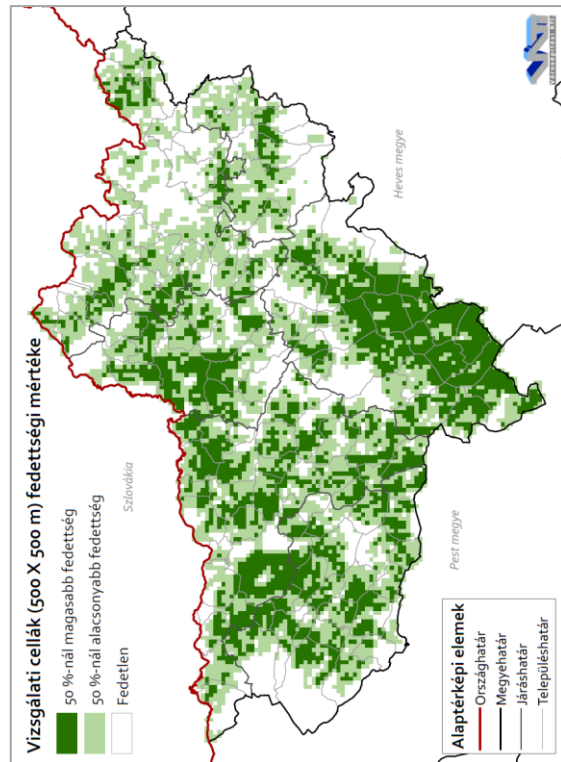 Vizsgálati cellák (500 X 500 m) fedettségi mértéke
50 %-nál magasabb fedettség
50 %-nál alacsonyabb fedettség
Fedetlen
Szlovákia
Heves megye
Pest megye
Alaptérképi elemek
Országhatár
Megyehatár
Járáshatár
Településhatár